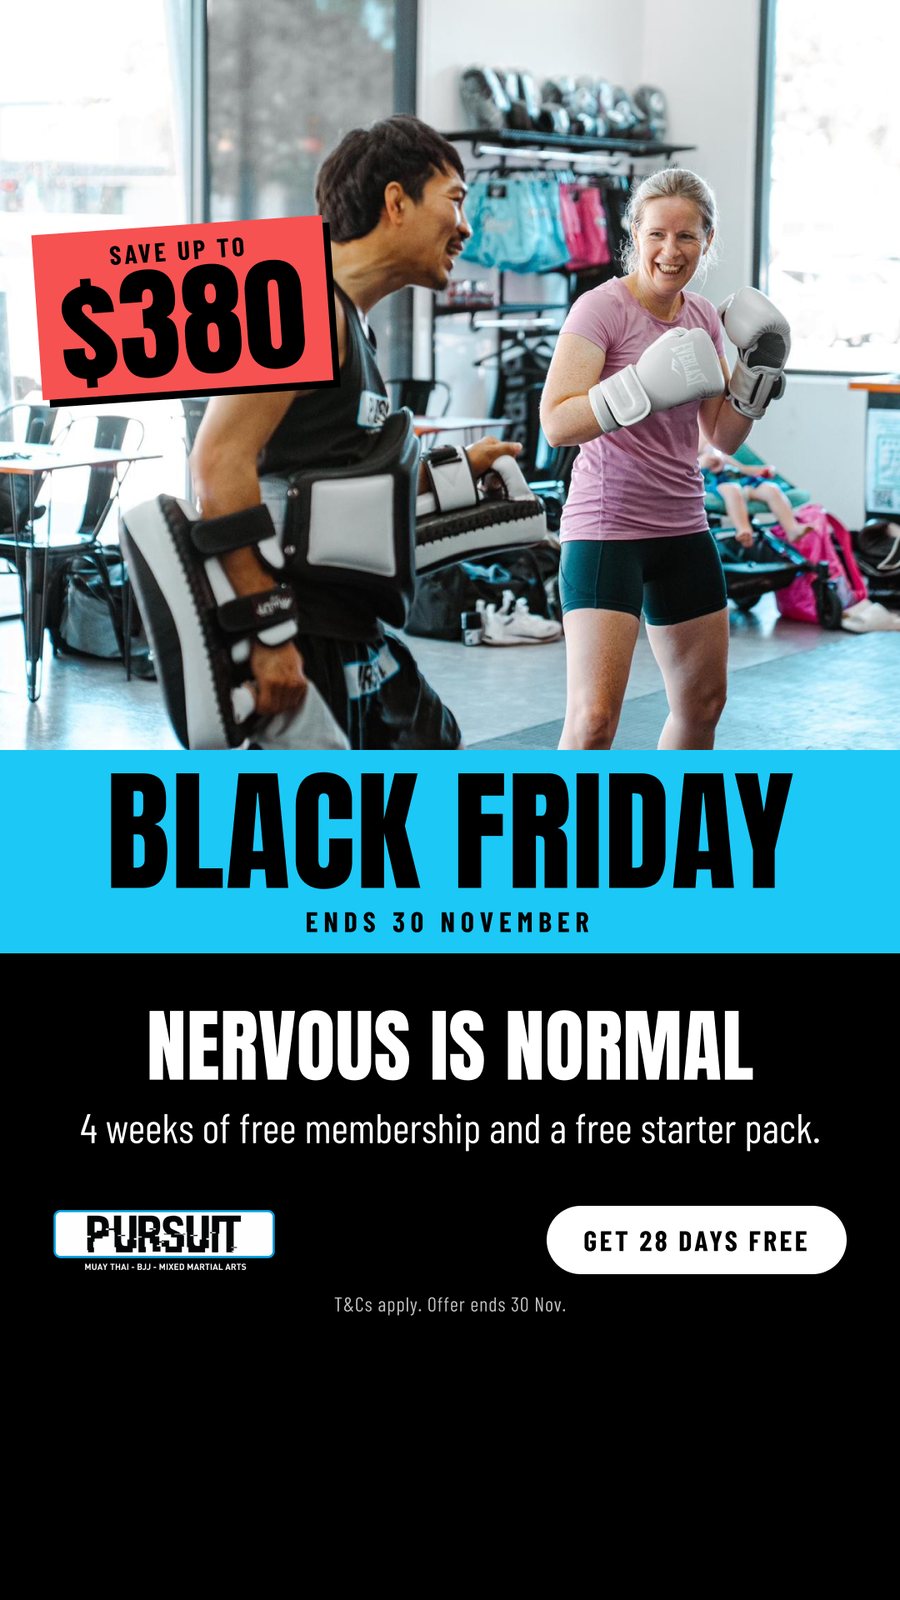 SAVE UP TO
$380
EVERLAST
BLACK FRIDAY
ENDS 30 NOVEMBER
NERVOUS IS NORMAL
4 weeks of free membership and a free starter pack.
PURSUIT
MUAY THAI - BJJ - MIXED MARTIAL ARTS
GET 28 DAYS FREE
T&Cs apply. Offer ends 30 Nov.